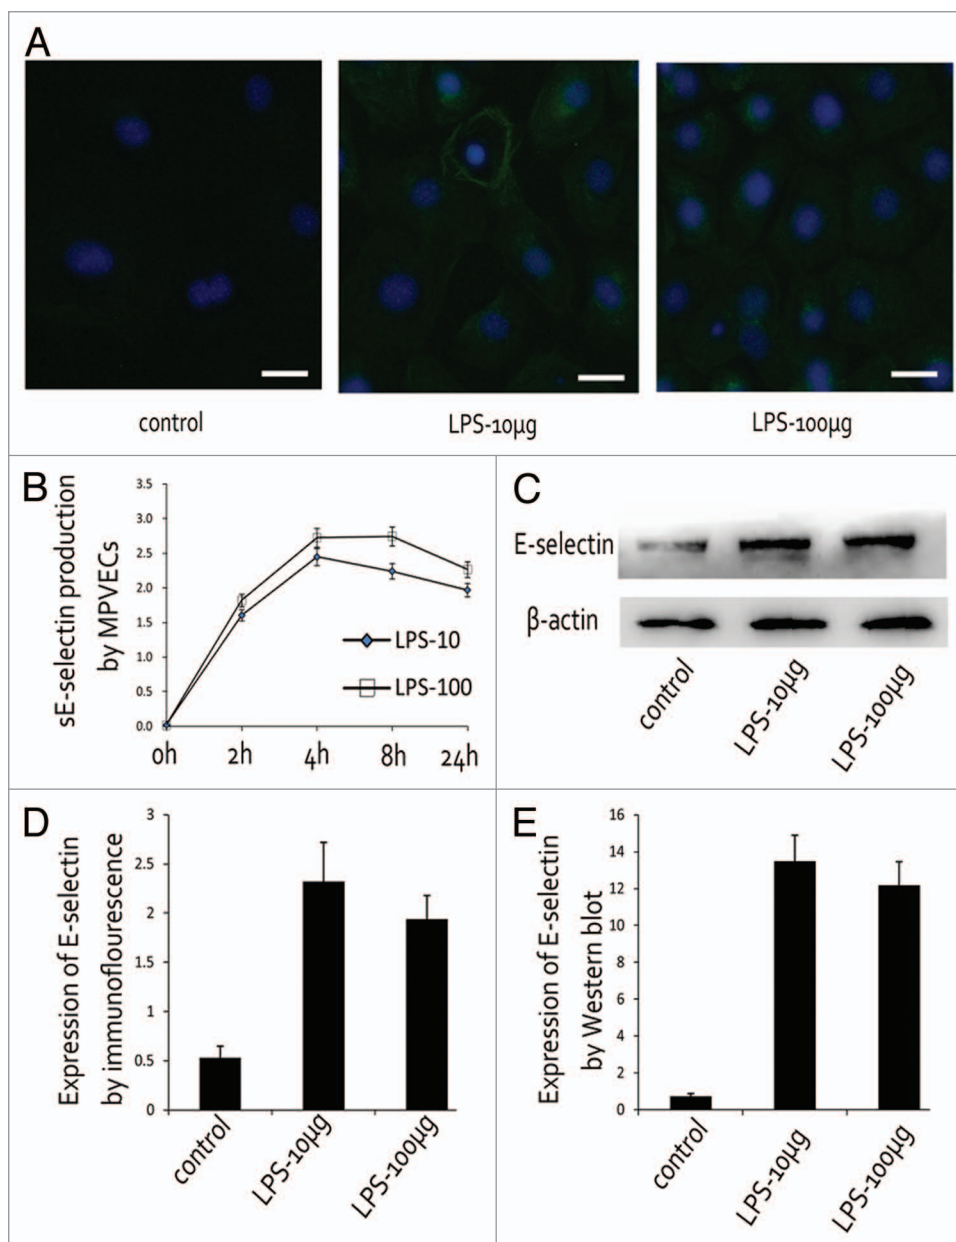 A
control
LPS-10µg
LPS-100µg
B
sE-selectin production
by MPVECs
3.5
3.0
2.5
2.0
1.5
1.0
0.5
0.0
0h
2h
4h
8h
24h
LPS-10
LPS-100
C
E-selectin
β-actin
control
LPS-10µg
LPS-100µg
D
Expression of E-selectin
by immunoflourescence
3
2.5
2
1.5
1
0.5
0
control
LPS-10µg
LPS-100µg
E
Expression of E-selectin
by Western blot
16
14
12
10
8
6
4
2
0
control
LPS-10µg
LPS-100µg